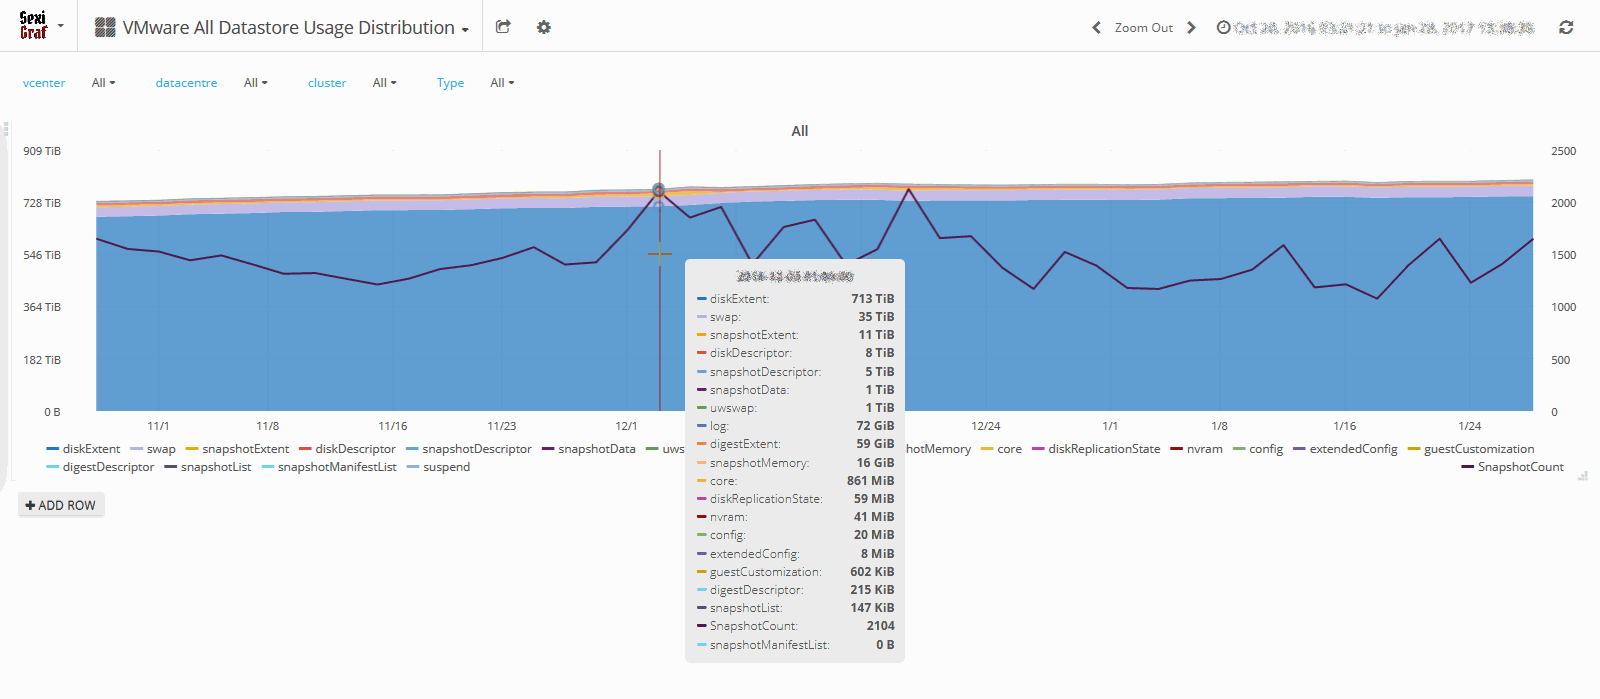 Sexi
Graf
VMware All Datastore Usage Distribution
Zoom Out
vcenter All datacentre All cluster All Type All
All
909 TiB 2500
728 TiB 2000
546 TiB 1500
364 TiB 1000
182 TiB 500
0 B 0
11/1 11/8 11/16 11/23 12/1 12/24 1/1 1/8 1/16 1/24
diskExtent swap snapshotExtent diskDescriptor snapshotDescriptor snapshotData uws hotMemory core diskReplicationState nvram config extendedConfig guestCustomization
digestDescriptor snapshotList snapshotManifestList suspend SnapshotCount
diskExtent: 713 TiB
swap: 35 TiB
snapshotExtent: 11 TiB
diskDescriptor: 8 TiB
snapshotDescriptor: 5 TiB
snapshotData: 1 TiB
uwswap: 1 TiB
log: 72 GiB
digestExtent: 59 GiB
snapshotMemory: 16 GiB
core: 861 MiB
diskReplicationState: 59 MiB
nvram: 41 MiB
config: 20 MiB
extendedConfig: 8 MiB
guestCustomization: 602 KiB
digestDescriptor: 215 KiB
snapshotList: 147 KiB
SnapshotCount: 2104
snapshotManifestList: 0 B
ADD ROW